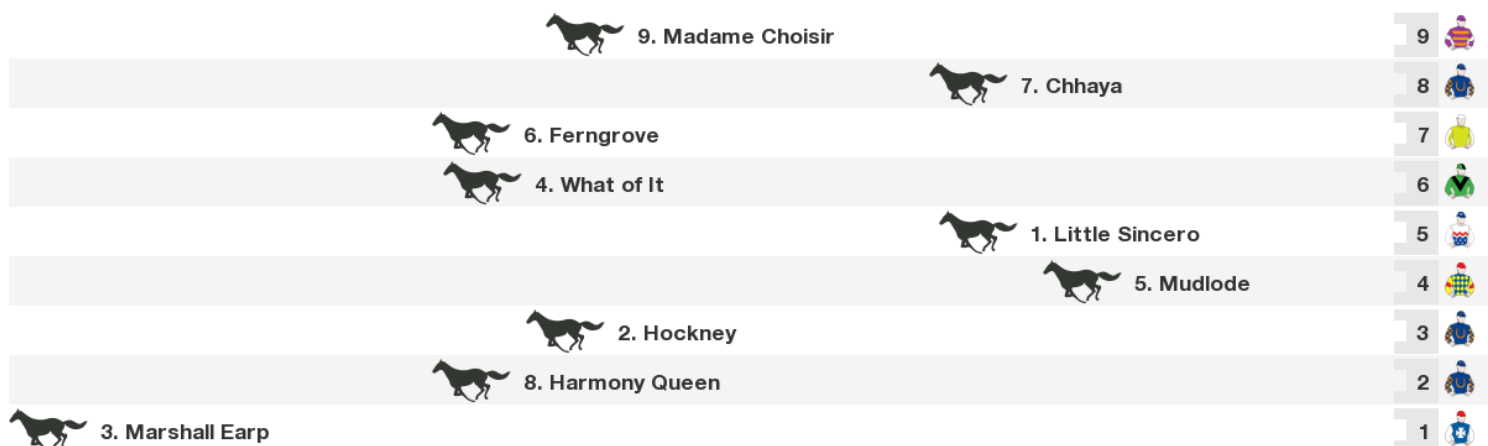 9. Madame Choisir 9
7. Chhaya 8
6. Ferngrove 7
4. What of It 6
1. Little Sincero 5
5. Mudlode 4
2. Hockney 3
8. Harmony Queen 2
3. Marshall Earp 1